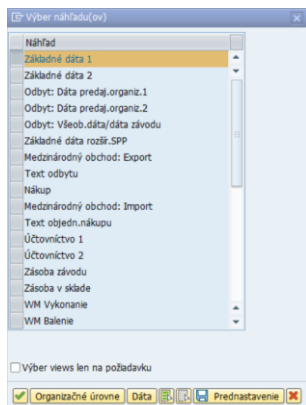 Výber náhľadu(ov)
Náhľad
Základné dáta 1
Základné dáta 2
Odbyt: Dáta predaj.organiz.1
Odbyt: Dáta predaj.organiz.2
Odbyt: Všeob.dáta/dáta závodu
Základné dáta rozšír.SPP
Medzinárodný obchod: Export
Text odbytu
Nákup
Medzinárodný obchod: Import
Text objedn.nákupu
Účtovníctvo 1
Účtovníctvo 2
Zásoba závodu
Zásoba v sklade
WM Vykonanie
WM Balenie
Výber views len na požiadavku
Organizačné úrovne Dáta Prednastavenie